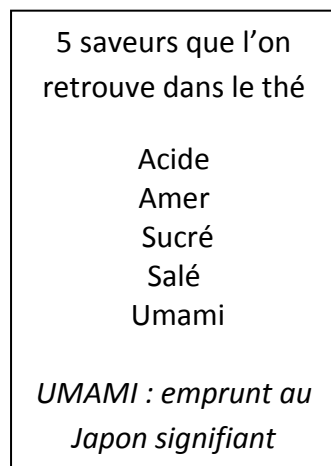 5 saveurs que l’on
retrouve dans le thé
Acide
Amer
Sucré
Salé
Umami
UMAMI : emprunt au
Japon signifiant